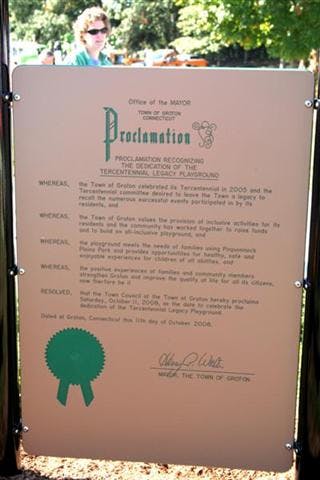 Office of the MAYOR
TOWN OF GROTON
CONNECTICUT
Proclamation
PROCLAMATION RECOGNIZING
THE DEDICATION OF THE
TERCENTENNIAL LEGACY PLAYGROUND
WHEREAS, the Town of Groton celebrated its Tercentennial in 2005 and the
Tercentennial committee desired to leave the Town a legacy to
recall the numerous successful events participated in by its
residents, and
WHEREAS, the Town of Groton values the provision of inclusive activities for its
residents and the community has worked together to raise funds
and to build an all-inclusive playground, and
WHEREAS, the playground meets the needs of families using Poquonnock
Plains Park and provides opportunities for healthy, safe and
enjoyable experiences for children of all abilities, and
WHEREAS, the positive experiences of families and community members
strengthen Groton and improve the quality of life for all its citizens,
now therefore be it
RESOLVED, that the Town Council of the Town of Groton hereby proclaims
Saturday, October 11, 2008, as the date to celebrate the
dedication of the Tercentennial Legacy Playground.
Dated at Groton, Connecticut this 11th day of October 2008.
MAYOR, THE TOWN OF GROTON